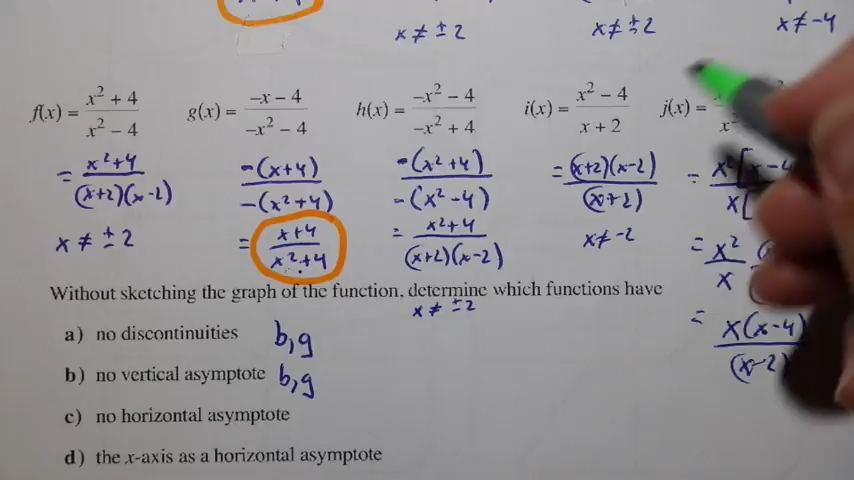 x ≠ ±2 x ≠ ±2 x ≠ -4
f(x) = (x² + 4)/(x² − 4) g(x) = (−x − 4)/(−x² − 4) h(x) = (−x² − 4)/(−x² + 4) i(x) = (x² − 4)/(x + 2) j(x) =
= (x²+4)/((x+2)(x-2)) -(x+4)/-(x²+4) -(x²+4)/-(x²-4) = (x+2)(x-2)/(x+2) = x²[x-4
x ≠ ±2 = (x+4)/(x²+4) = (x²+4)/((x+2)(x-2)) x ≠ -2 = x²/x
Without sketching the graph of the function, determine which functions have
x ≠ ±2
a) no discontinuities b,g
= x(x-4)/(x-2)
b) no vertical asymptote b,g
c) no horizontal asymptote
d) the x-axis as a horizontal asymptote